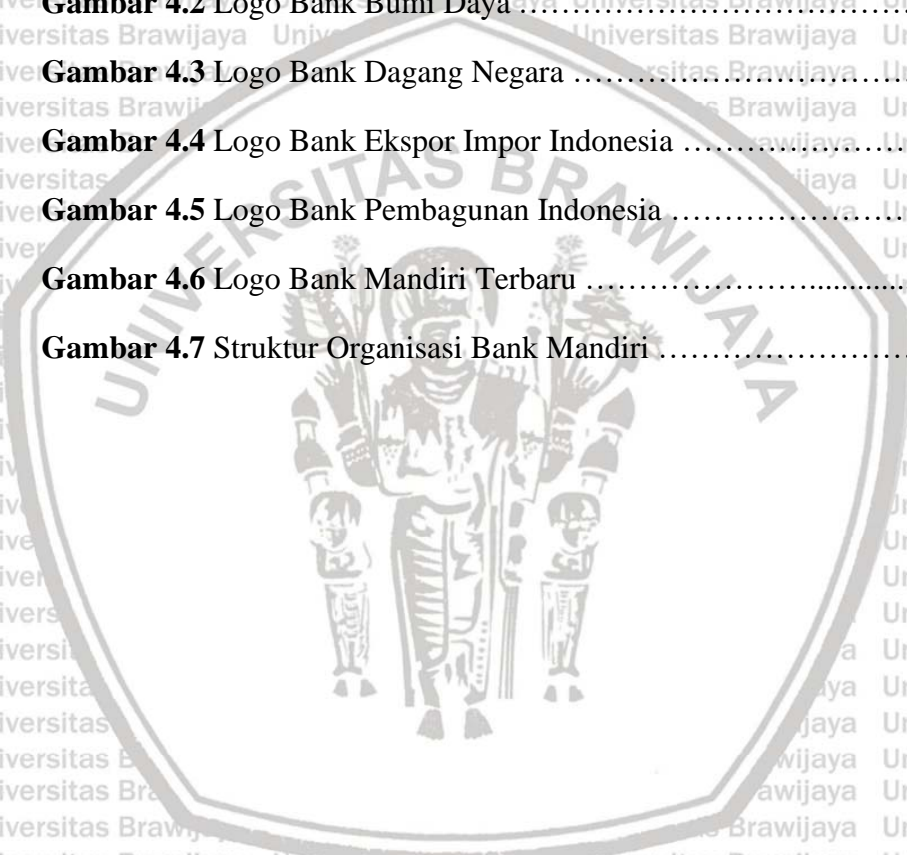 Gambar 4.2 Logo Bank Bumi Daya ……………………………………
Gambar 4.3 Logo Bank Dagang Negara …………………………….
Gambar 4.4 Logo Bank Ekspor Impor Indonesia …………………..
Gambar 4.5 Logo Bank Pembagunan Indonesia …………………….
Gambar 4.6 Logo Bank Mandiri Terbaru …………………............
Gambar 4.7 Struktur Organisasi Bank Mandiri …………………….
UNIVERSITAS BRAWIJAYA